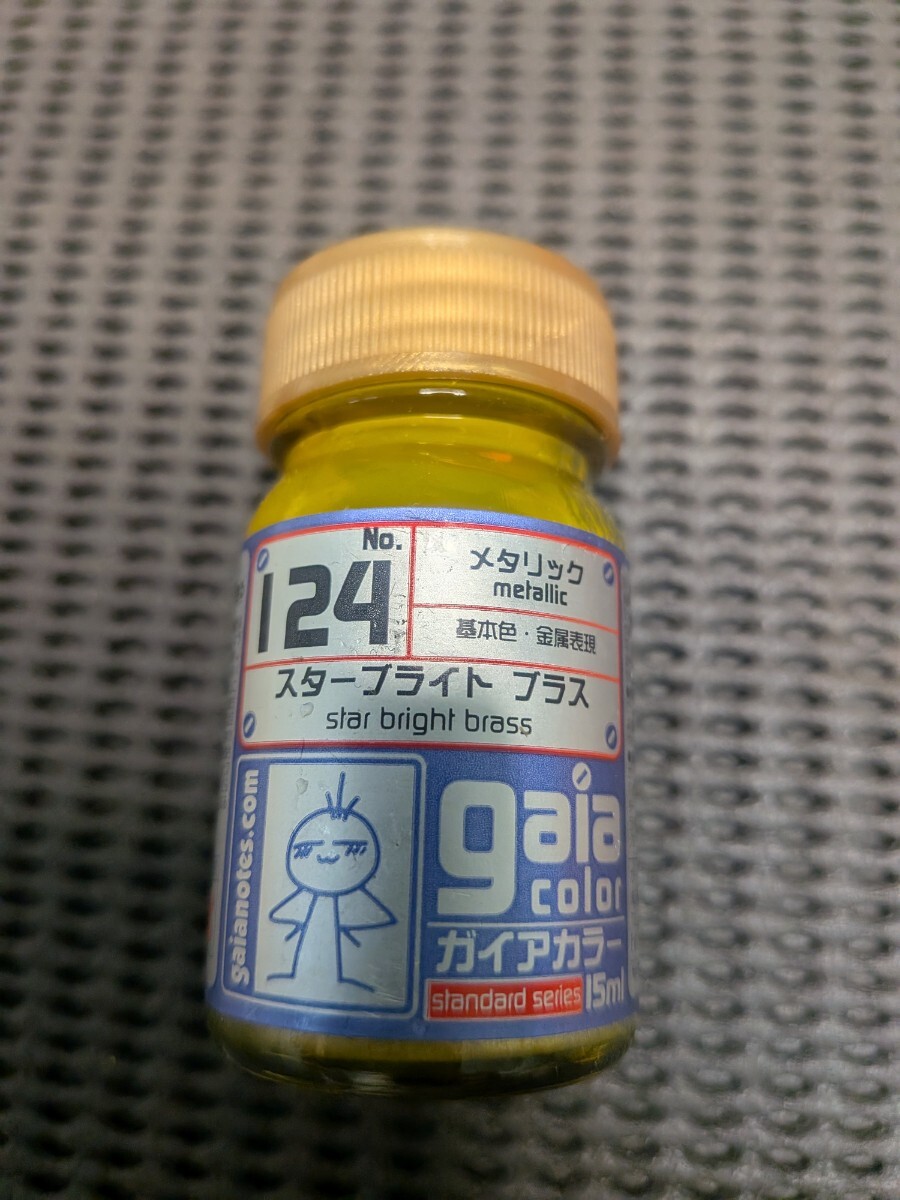 No.
124
メタリック
metallic
基本色・金属表現
スターブライト ブラス
star bright brass
gaianotes.com
gaia
color
ガイアカラー
standard series 15ml